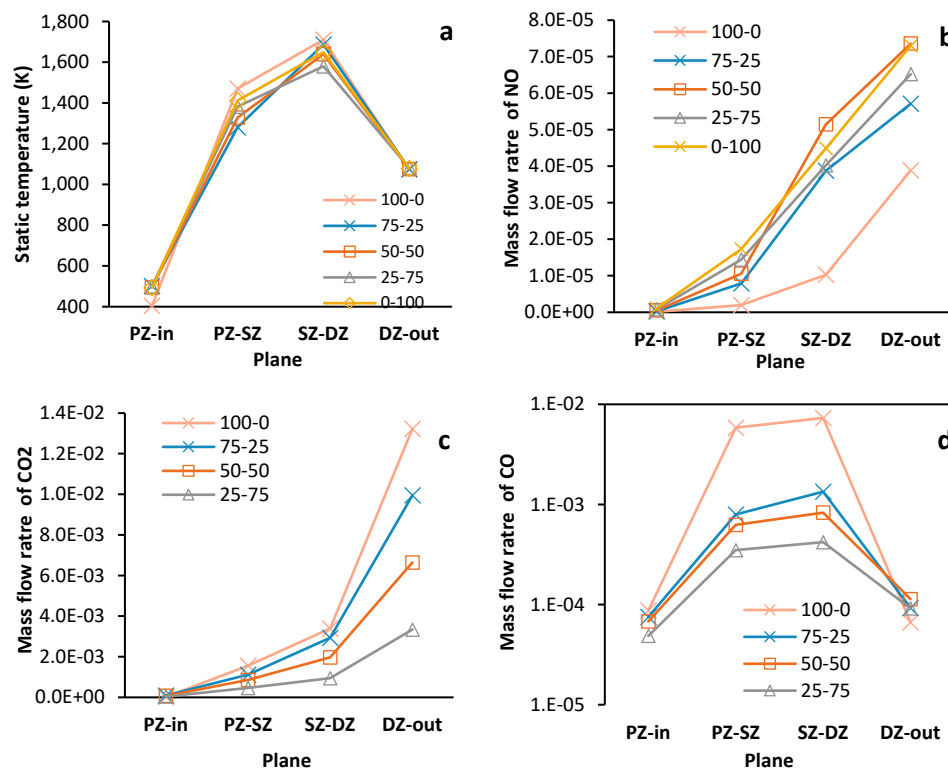 a
Static temperature (K)
1,800
1,600
1,400
1,200
1,000
800
600
400
100-0
75-25
50-50
25-75
0-100
PZ-in PZ-SZ SZ-DZ DZ-out
Plane
b
Mass flow ratre of NO
8.0E-05
7.0E-05
6.0E-05
5.0E-05
4.0E-05
3.0E-05
2.0E-05
1.0E-05
0.0E+00
100-0
75-25
50-50
25-75
0-100
PZ-in PZ-SZ SZ-DZ DZ-out
Plane
c
Mass flow ratre of CO2
1.4E-02
1.2E-02
1.0E-02
8.0E-03
6.0E-03
4.0E-03
2.0E-03
0.0E+00
100-0
75-25
50-50
25-75
PZ-in PZ-SZ SZ-DZ DZ-out
Plane
d
Mass flow ratre of CO
1.E-02
1.E-03
1.E-04
1.E-05
100-0
75-25
50-50
25-75
PZ-in PZ-SZ SZ-DZ DZ-out
Plane